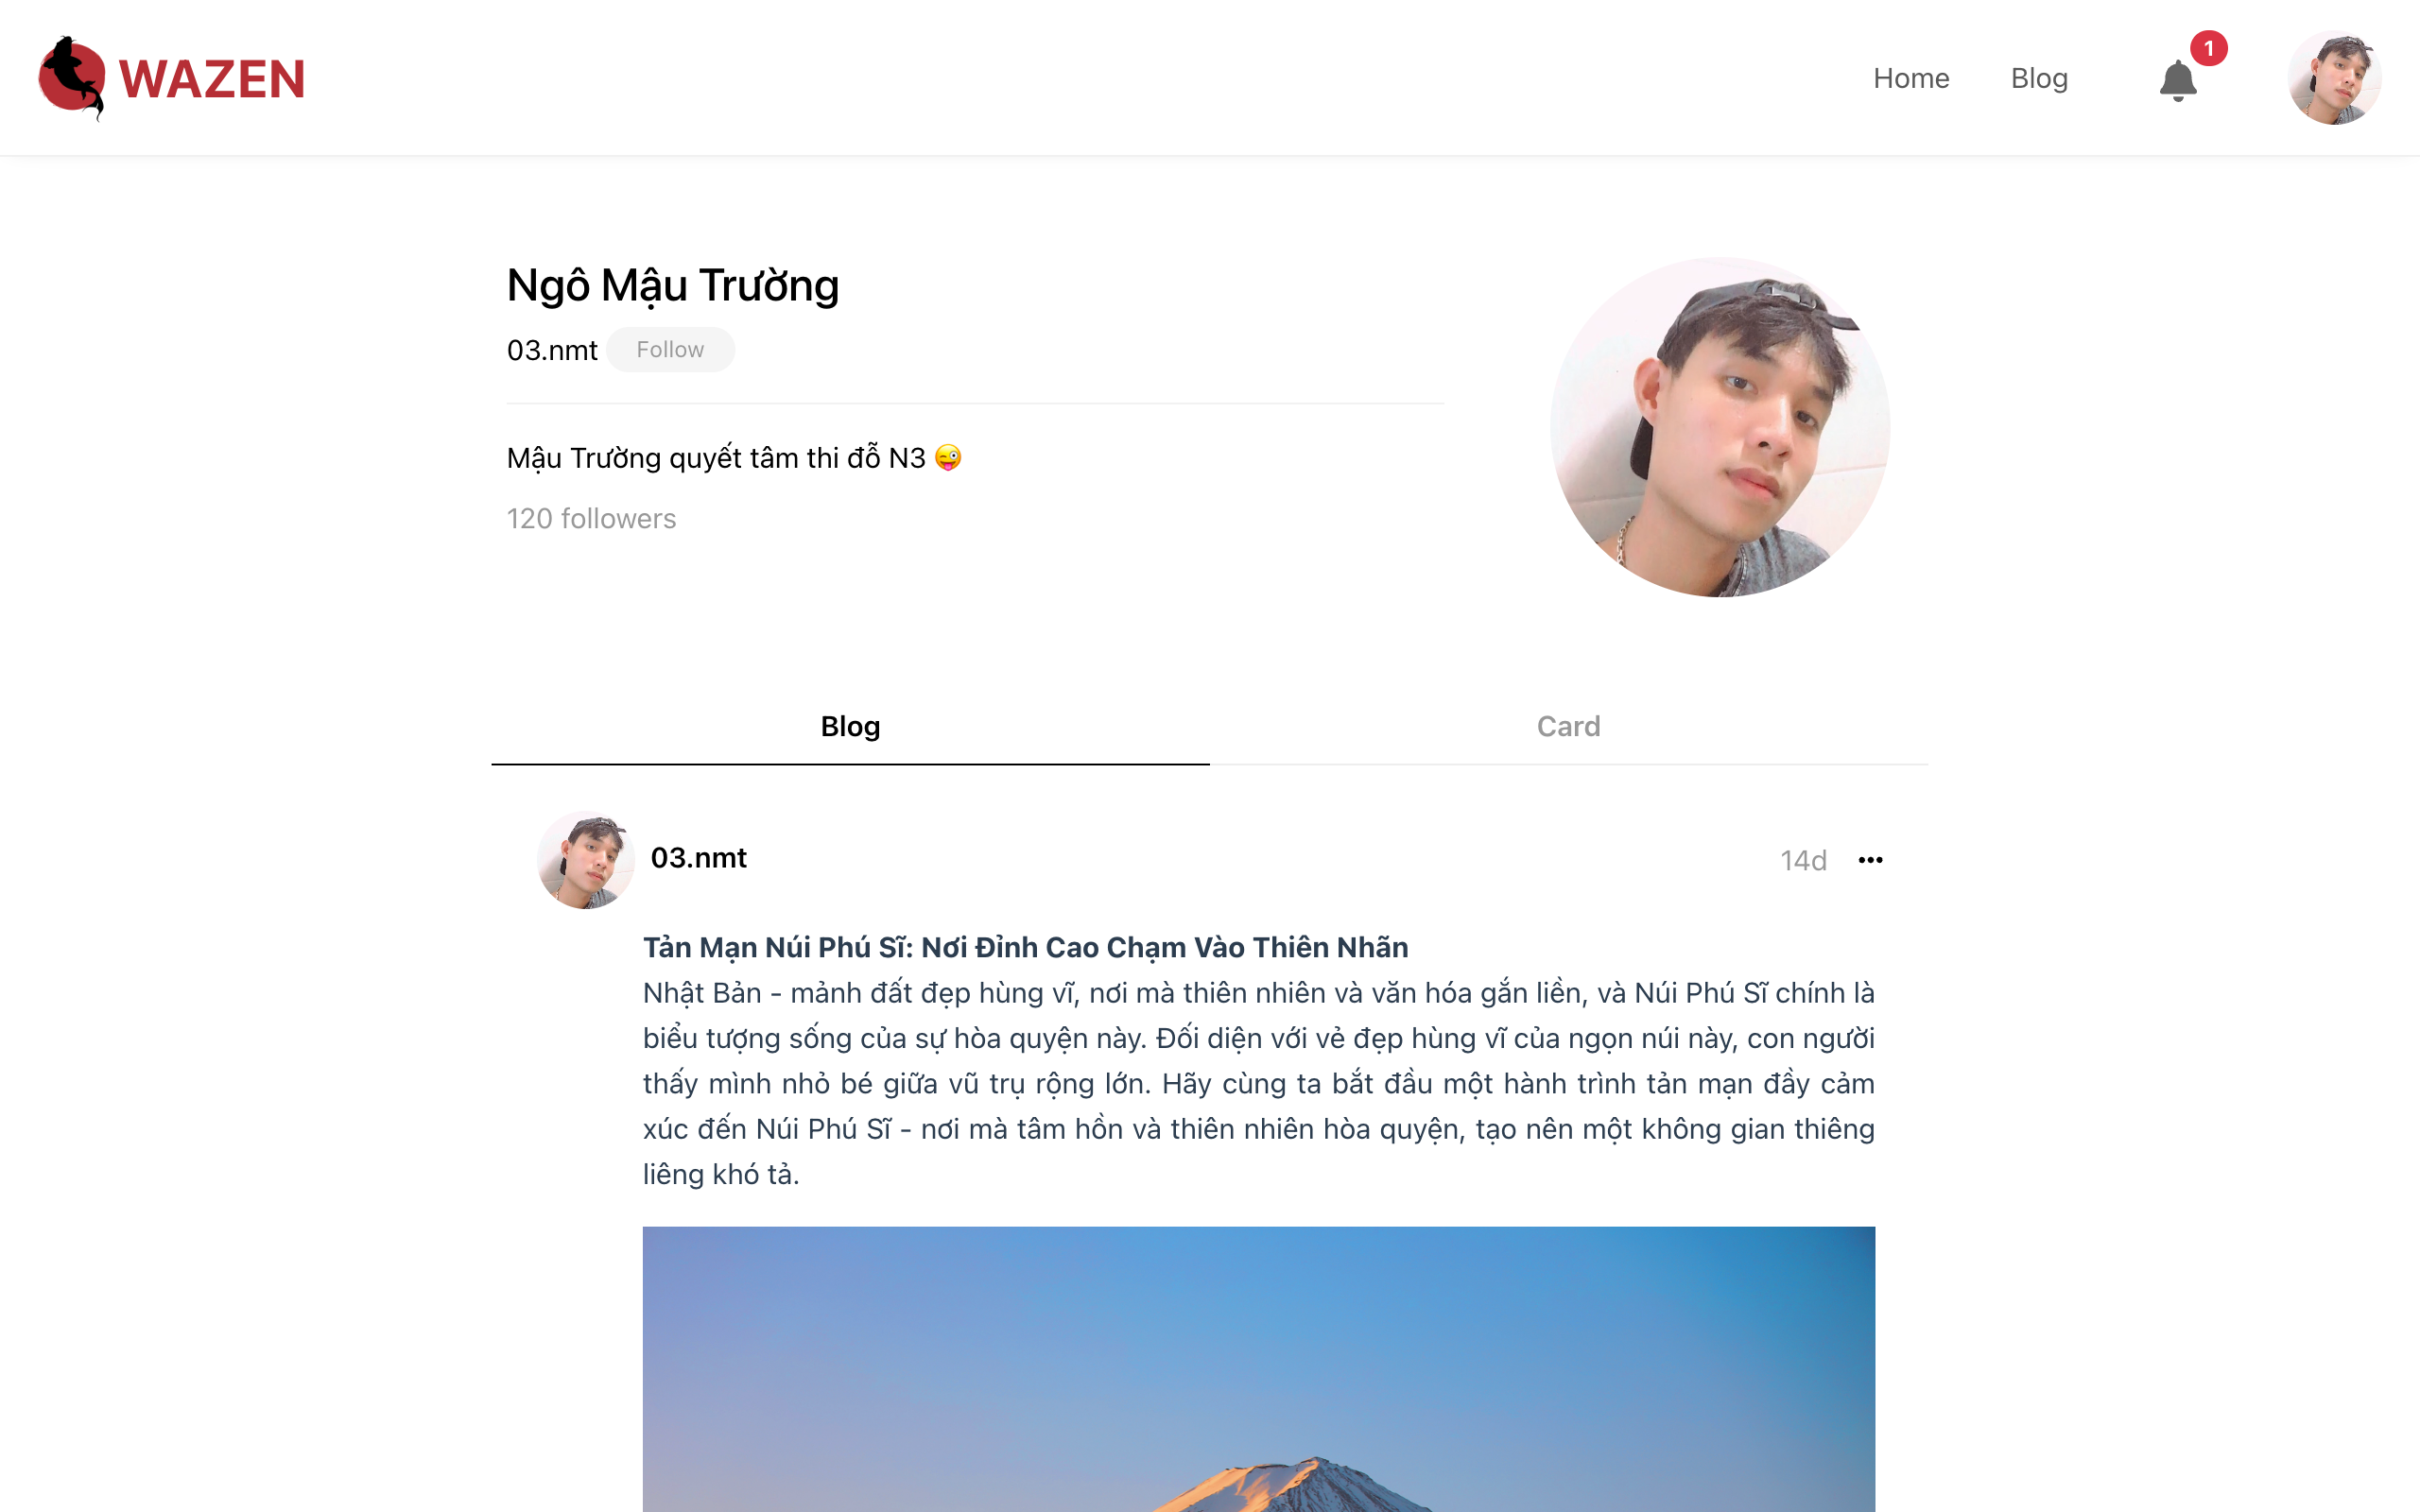 WAZEN
Home
Blog
1
Ngô Mậu Trường
03.nmt
Follow
Mậu Trường quyết tâm thi đỗ N3 😜
120 followers
Blog
Card
03.nmt
14d
Tản Mạn Núi Phú Sĩ: Nơi Đỉnh Cao Chạm Vào Thiên Nhãn
Nhật Bản - mảnh đất đẹp hùng vĩ, nơi mà thiên nhiên và văn hóa gắn liền, và Núi Phú Sĩ chính là
biểu tượng sống của sự hòa quyện này. Đối diện với vẻ đẹp hùng vĩ của ngọn núi này, con người
thấy mình nhỏ bé giữa vũ trụ rộng lớn. Hãy cùng ta bắt đầu một hành trình tản mạn đầy cảm
xúc đến Núi Phú Sĩ - nơi mà tâm hồn và thiên nhiên hòa quyện, tạo nên một không gian thiêng
liêng khó tả.